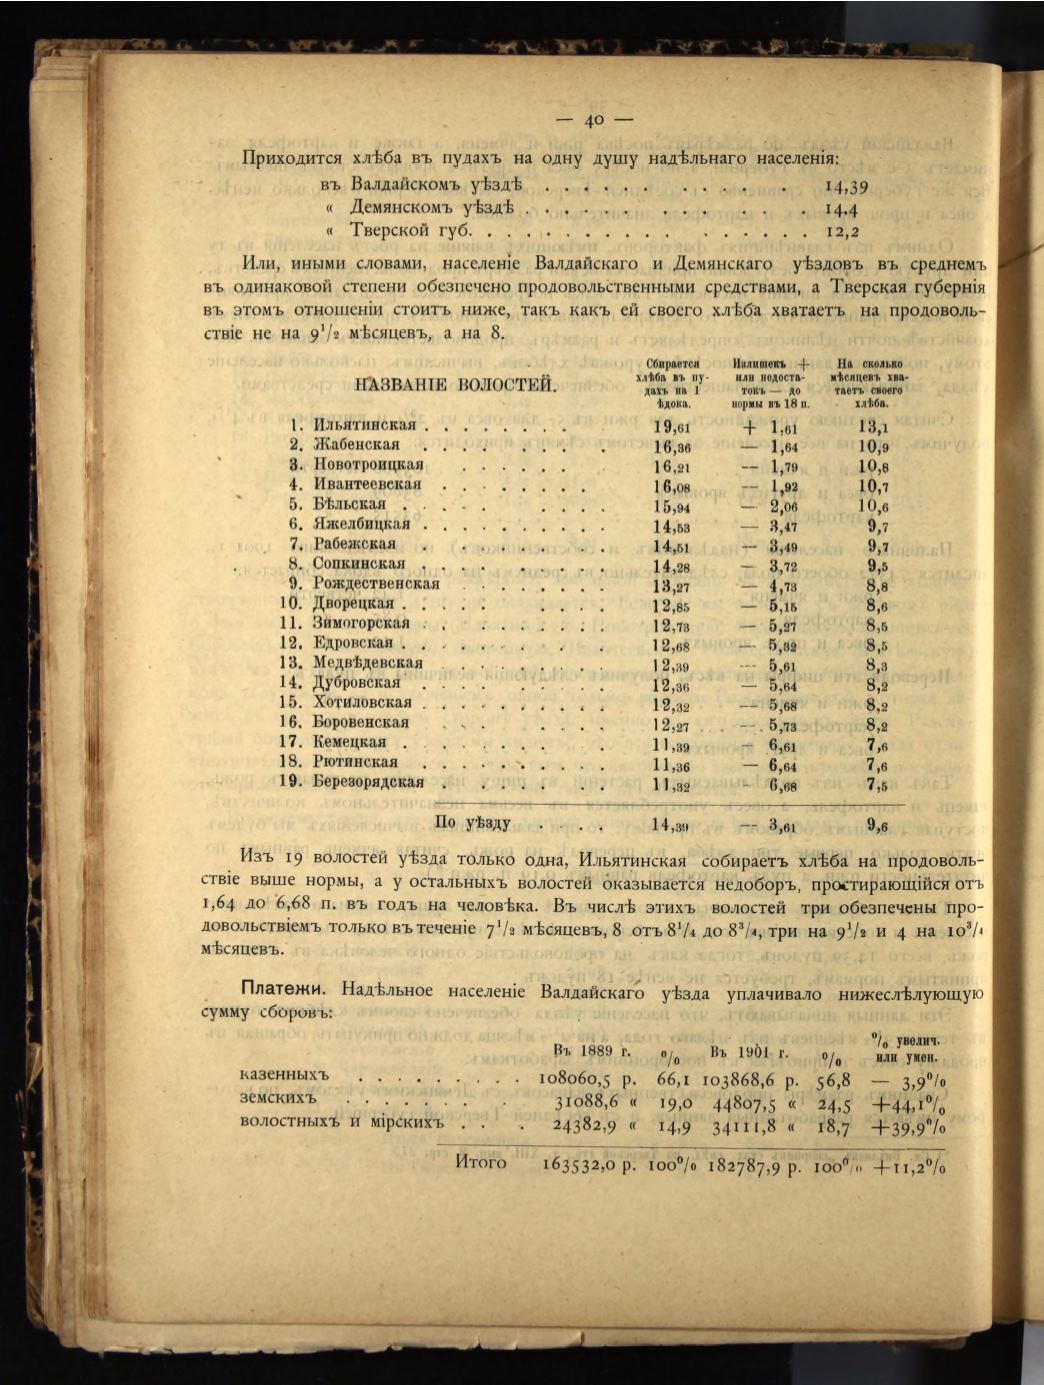 — 40 —
Приходится хлѣба въ пудахъ на одну душу надѣльнаго населенія:
въ Валдайскомъ уѣздѣ . . . . . . . . . . . 14,39
« Демянскомъ уѣздѣ . . . . . . . . . . . 14,4
« Тверской губ. . . . . . . . . . . . . . . 12,2
Или, иными словами, населеніе Валдайскаго и Демянскаго уѣздовъ въ среднемъ
въ одинаковой степени обезпечено продовольственными средствами, а Тверская губернія
въ этомъ отношеніи стоитъ ниже, такъ какъ ей своего хлѣба хватаетъ на продоволь-
ствіе не на 9¹/₂ мѣсяцевъ, а на 8.
НАЗВАНІЕ ВОЛОСТЕЙ.
Сбирается
хлѣба въ пу-
дахъ на 1
ѣдока.
Излишекъ +
или недоста-
токъ — до
нормы въ 18 п.
На сколько
мѣсяцевъ хва-
таетъ своего
хлѣба.
1. Ильятинская . . . . . . . . 19,61 + 1,61 13,1
2. Жабенская . . . . . . . . . 16,36 — 1,64 10,9
3. Новотроицкая . . . . . . 16,21 — 1,79 10,8
4. Ивантеевская . . . . . . . . 16,08 — 1,92 10,7
5. Бѣльская . . . . . . . . . 15,94 — 2,06 10,6
6. Яжелбицкая . . . . . . . . . . 14,53 — 3,47 9,7
7. Рабежская . . . . . . . . 14,51 — 3,49 9,7
8. Сопкинская . . . . . . . . . 14,28 — 3,72 9,5
9. Рождественская . . . . . . . 13,27 — 4,73 8,8
10. Дворецкая . . . . . . . . . 12,85 — 5,15 8,6
11. Зимогорская . . . . . . . . . 12,73 — 5,27 8,5
12. Едровская . . . . . . . . . . 12,68 — 5,32 8,5
13. Медвѣдевская . . . . . . . . 12,39 — 5,61 8,3
14. Дубровская . . . . . . . . . 12,36 — 5,64 8,2
15. Хотиловская . . . . . . . . . . 12,32 — 5,68 8,2
16. Боровенская . . . . . . . 12,27 — 5,73 8,2
17. Кемецкая . . . . . . . . 11,39 — 6,61 7,6
18. Рютинская . . . . . . . . . . 11,36 — 6,64 7,6
19. Березорядская . . . . . . . 11,32 - 6,68 7,5
По уѣзду . . . . 14,39 — 3,61 9,6
Изъ 19 волостей уѣзда только одна, Ильятинская собираетъ хлѣба на продоволь-
ствіе выше нормы, а у остальныхъ волостей оказывается недоборъ, простирающійся отъ
1,64 до 6,68 п. въ годъ на человѣка. Въ числѣ этихъ волостей три обезпечены про-
довольствіемъ только въ теченіе 7¹/₂ мѣсяцевъ, 8 отъ 8¹/₄ до 8³/₄, три на 9¹/₂ и 4 на 10³/₄
мѣсяцевъ.
Платежи. Надѣльное населеніе Валдайскаго уѣзда уплачивало нижеслѣлующую
сумму сборовъ:
Въ 1889 г. % Въ 1901 г. % % увелич.
или умен.
казенныхъ . . . . . . . . . 108060,5 р. 66,1 103868,6 р. 56,8 — 3,9%
земскихъ . . . . . . . . 31088,6 « 19,0 44807,5 « 24,5 +44,1%
волостныхъ и мірскихъ . . . 24382,9 « 14,9 34111,8 « 18,7 +39,9%
Итого 163532,0 р. 100% 182787,9 р. 100% +11,2%